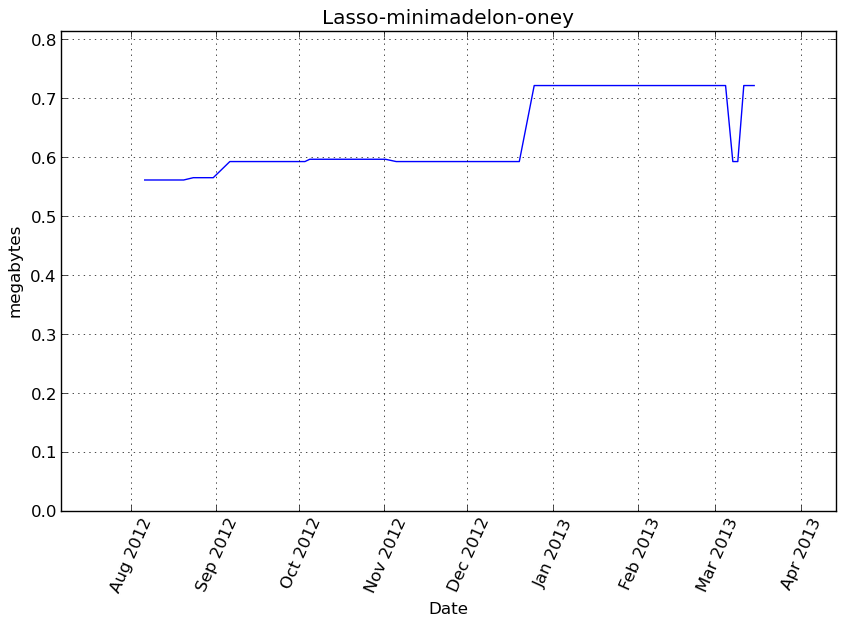 Lasso-minimadelon-oney
0.8
0.7
0.6
0.5
0.4
0.3
0.2
0.1
0.0
megabytes
Aug 2012
Sep 2012
Oct 2012
Nov 2012
Dec 2012
Jan 2013
Feb 2013
Mar 2013
Apr 2013
Date